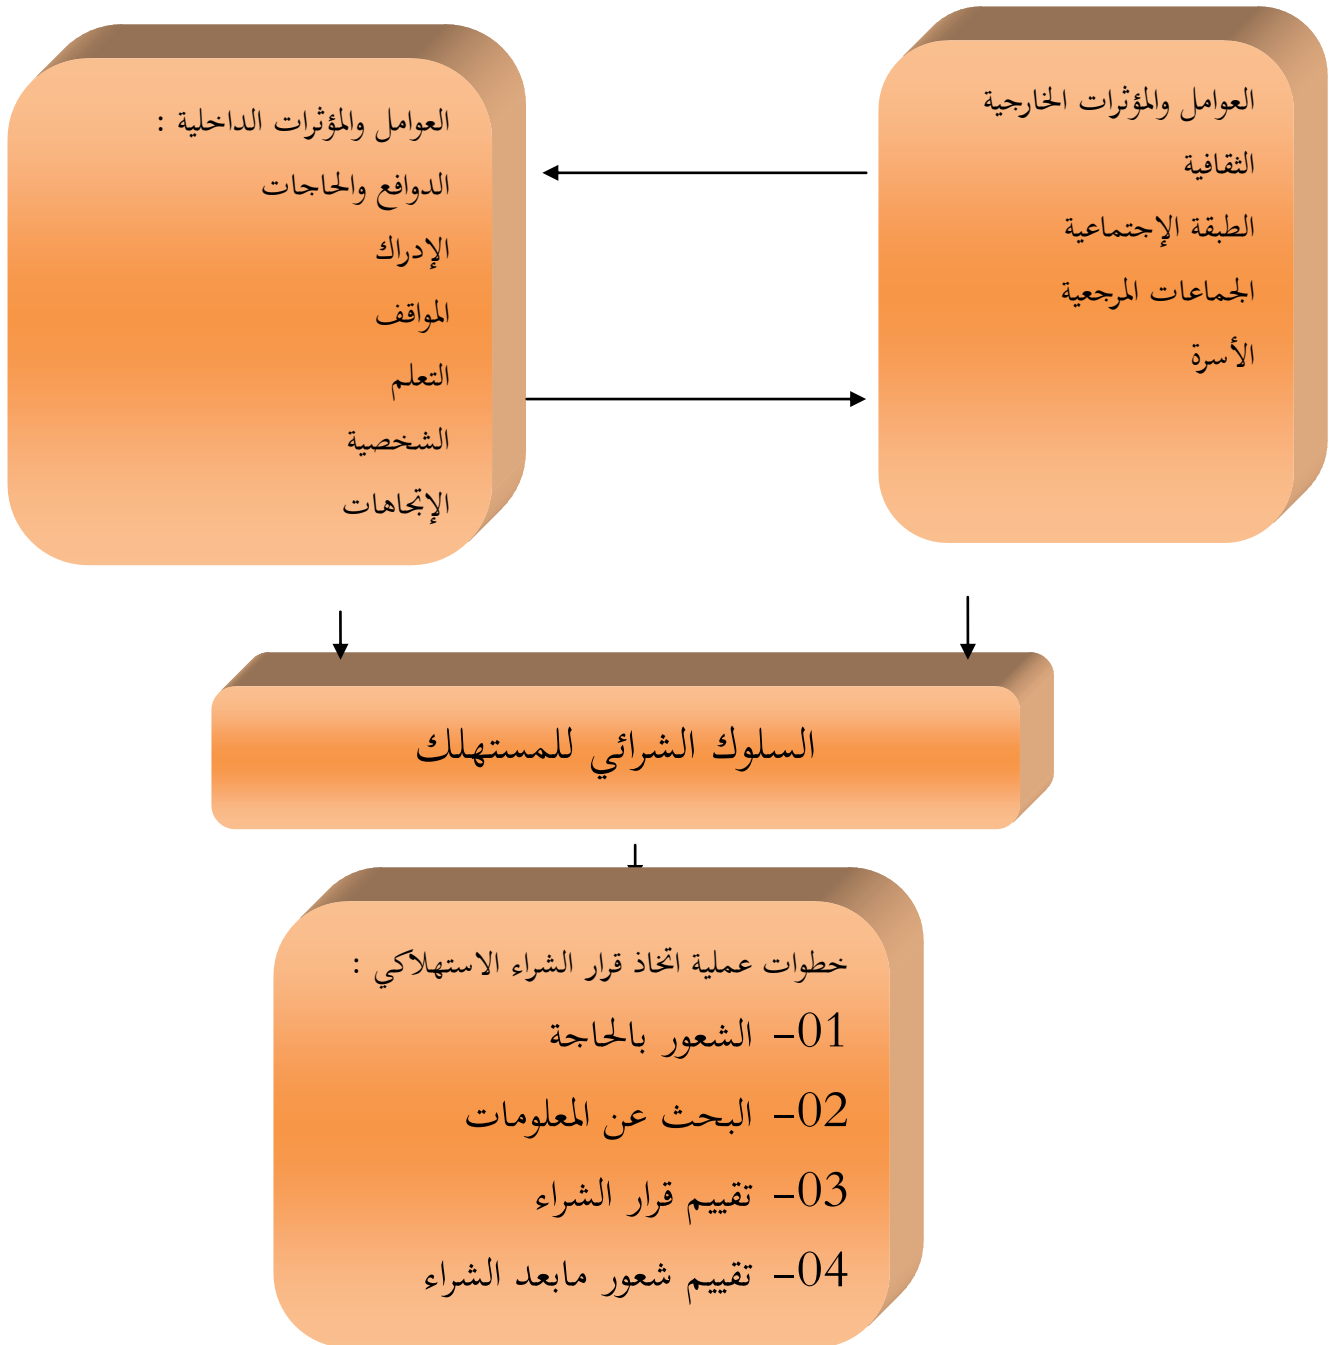 العوامل والمؤثرات الخارجية
الثقافية
الطبقة الإجتماعية
الجماعات المرجعية
الأسرة
العوامل والمؤثرات الداخلية :
الدوافع والحاجات
الإدراك
المواقف
التعلم
الشخصية
الإتجاهات
السلوك الشرائي للمستهلك
خطوات عملية اتخاذ قرار الشراء الاستهلاكي :
01- الشعور بالحاجة
02- البحث عن المعلومات
03- تقييم قرار الشراء
04- تقييم شعور مابعد الشراء